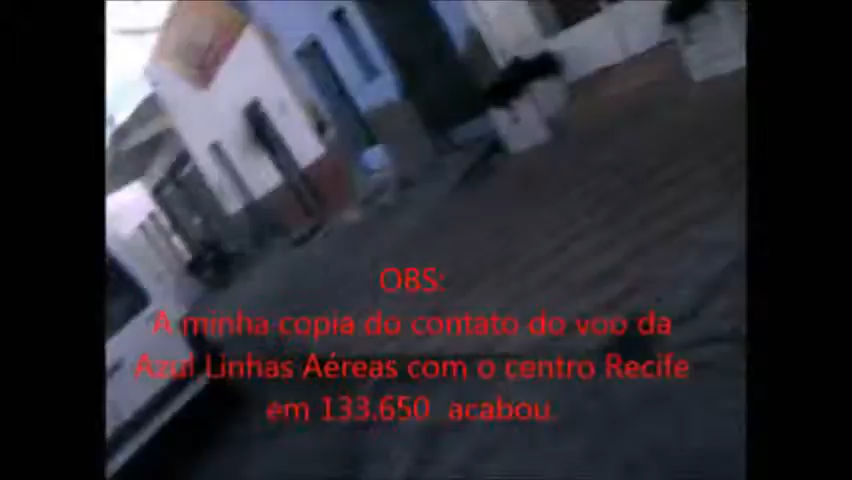 OBS:
A minha copia do contato do voo da
Azul Linhas Aéreas com o centro Recife
em 133.650 acabou.